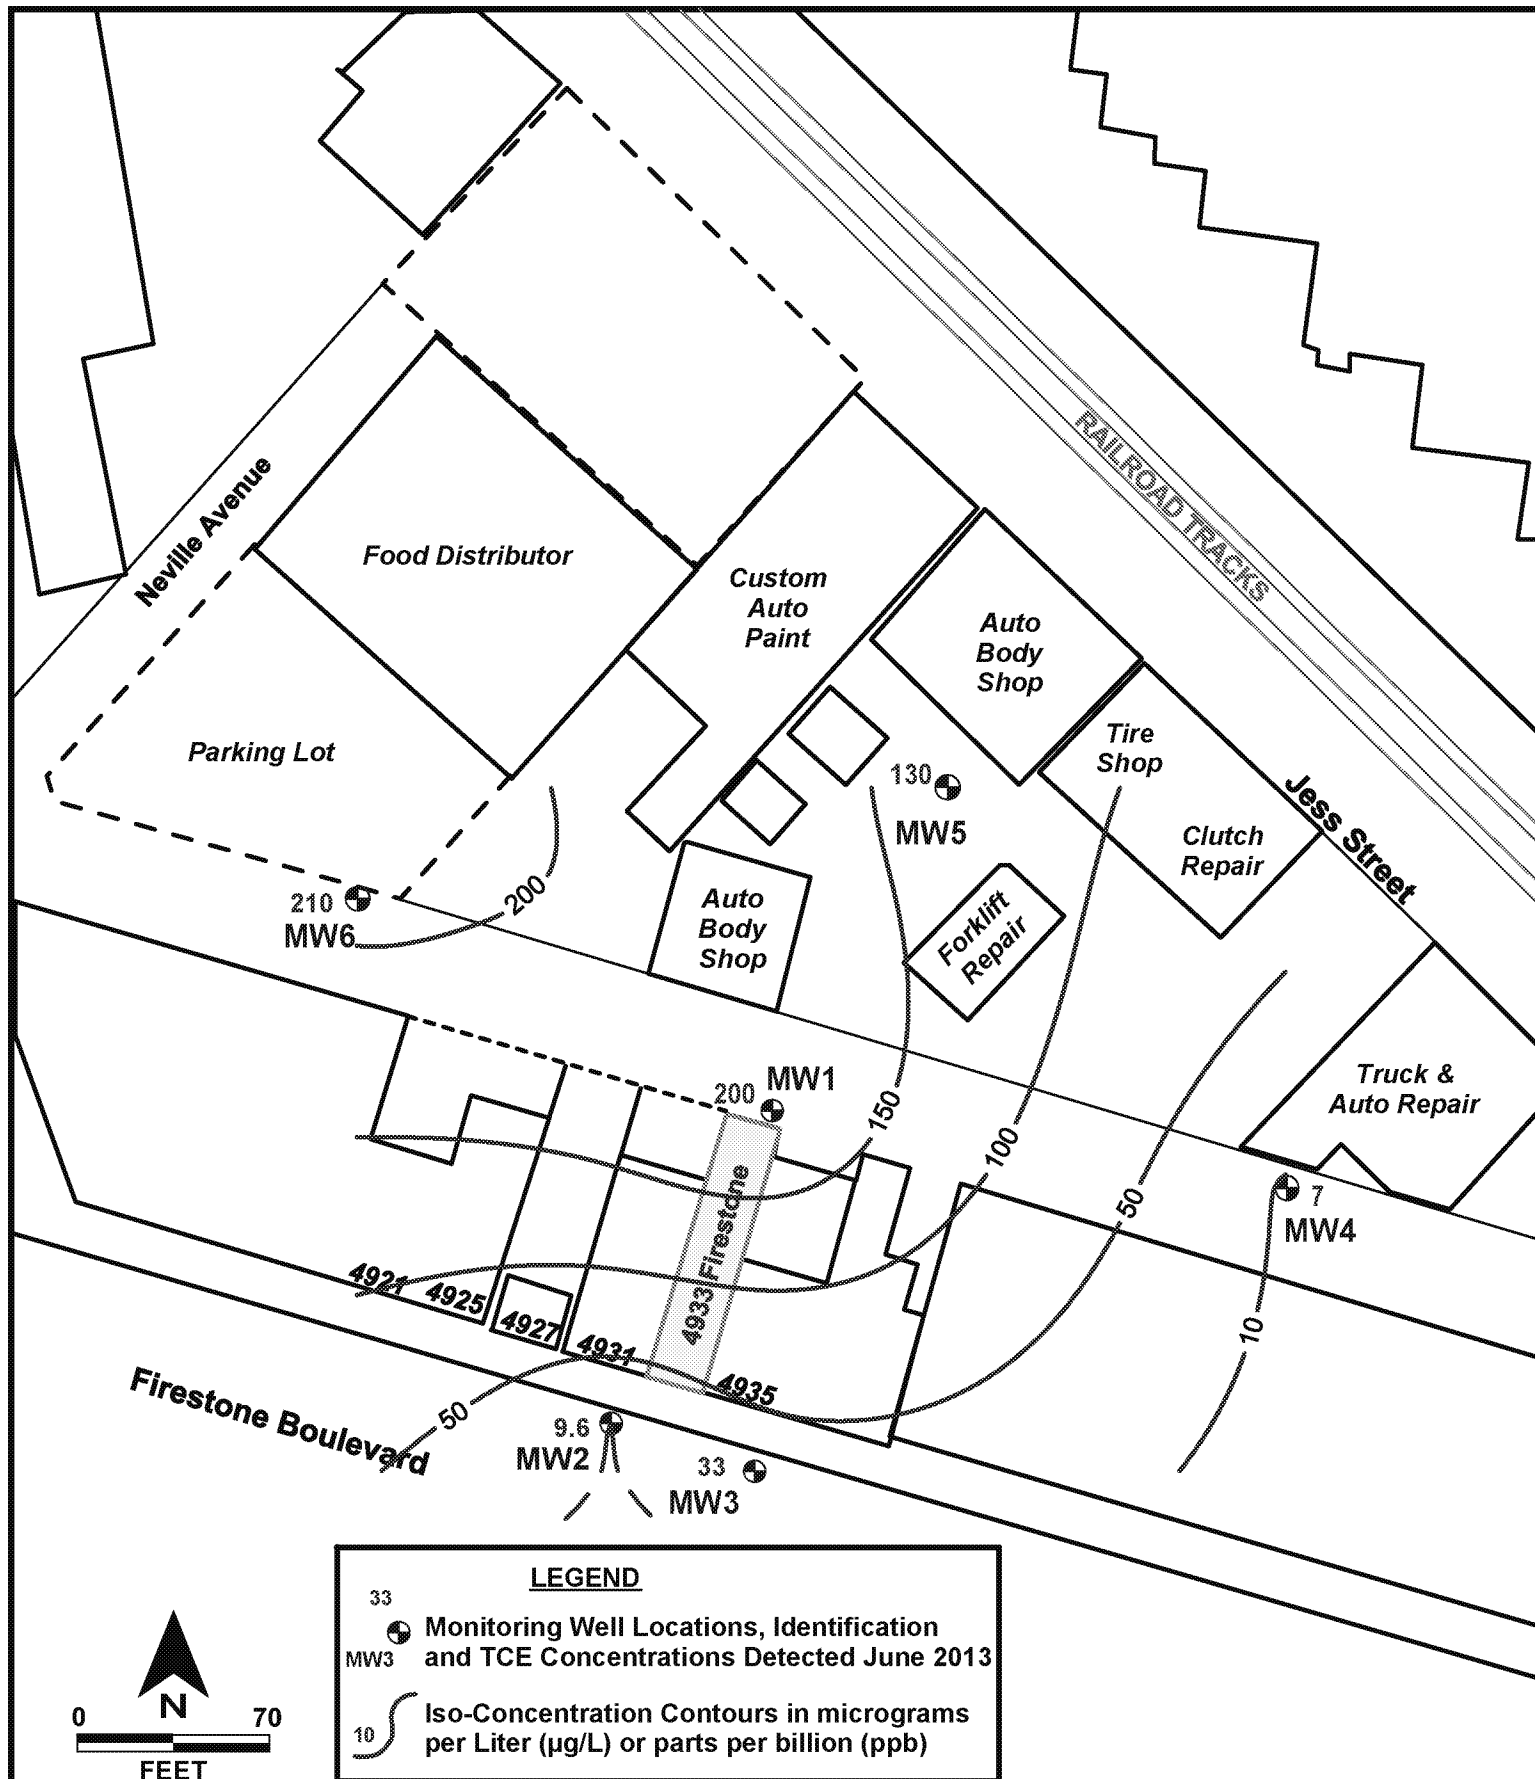 RAILROAD TRACKS
Neville Avenue
Food Distributor
Custom
Auto
Paint
Auto
Body
Shop
Tire
Shop
Parking Lot
130
MW5
Jess Street
Clutch
Repair
200
210
MW6
Auto
Body
Shop
Forklift
Repair
Truck &
Auto Repair
200
MW1
150
100
50
7
MW4
4933 Firestone
4921
4925
4927
4931
4935
10
Firestone Boulevard
50
9.6
MW2
33
MW3
LEGEND
33
MW3
Monitoring Well Locations, Identification
and TCE Concentrations Detected June 2013
10
Iso-Concentration Contours in micrograms
per Liter (µg/L) or parts per billion (ppb)
N
0 70
FEET